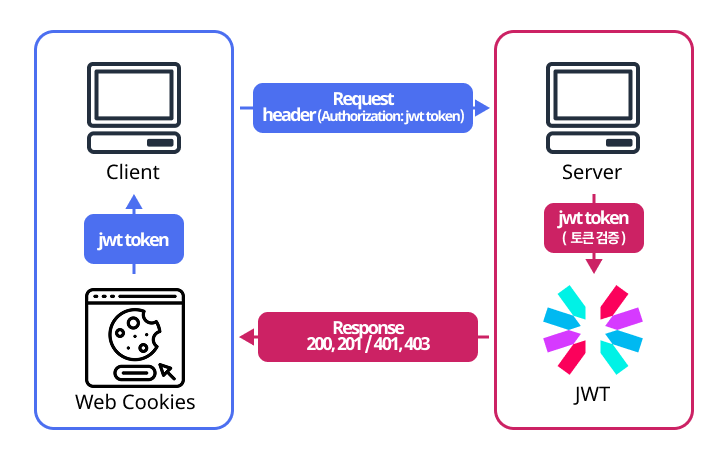 Request
header (Authorization: jwt token)
Client
Server
jwt token
jwt token
( 토큰 검증 )
Response
200, 201 / 401, 403
Web Cookies
JWT